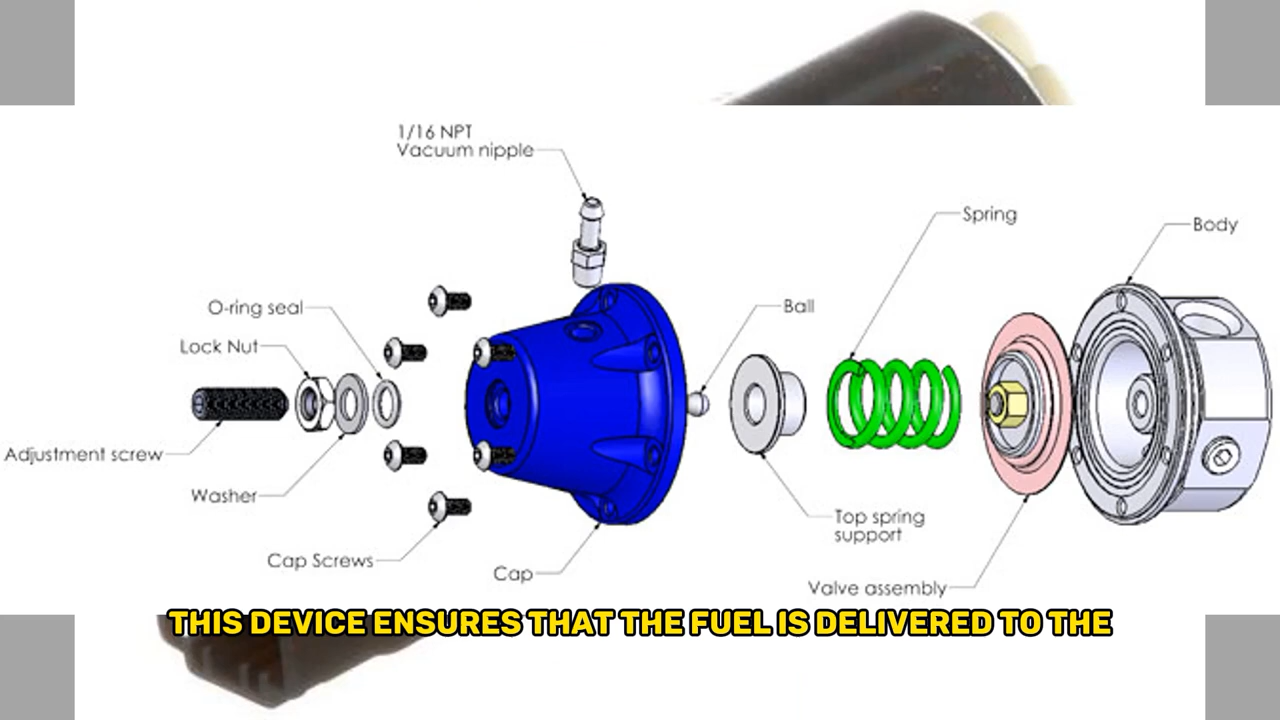 1/16 NPT
Vacuum nipple
Spring
Body
O-ring seal
Ball
Lock Nut
Adjustment screw
Washer
Top spring
support
Cap Screws
Cap
Valve assembly
THIS DEVICE ENSURES THAT THE FUEL IS DELIVERED TO THE